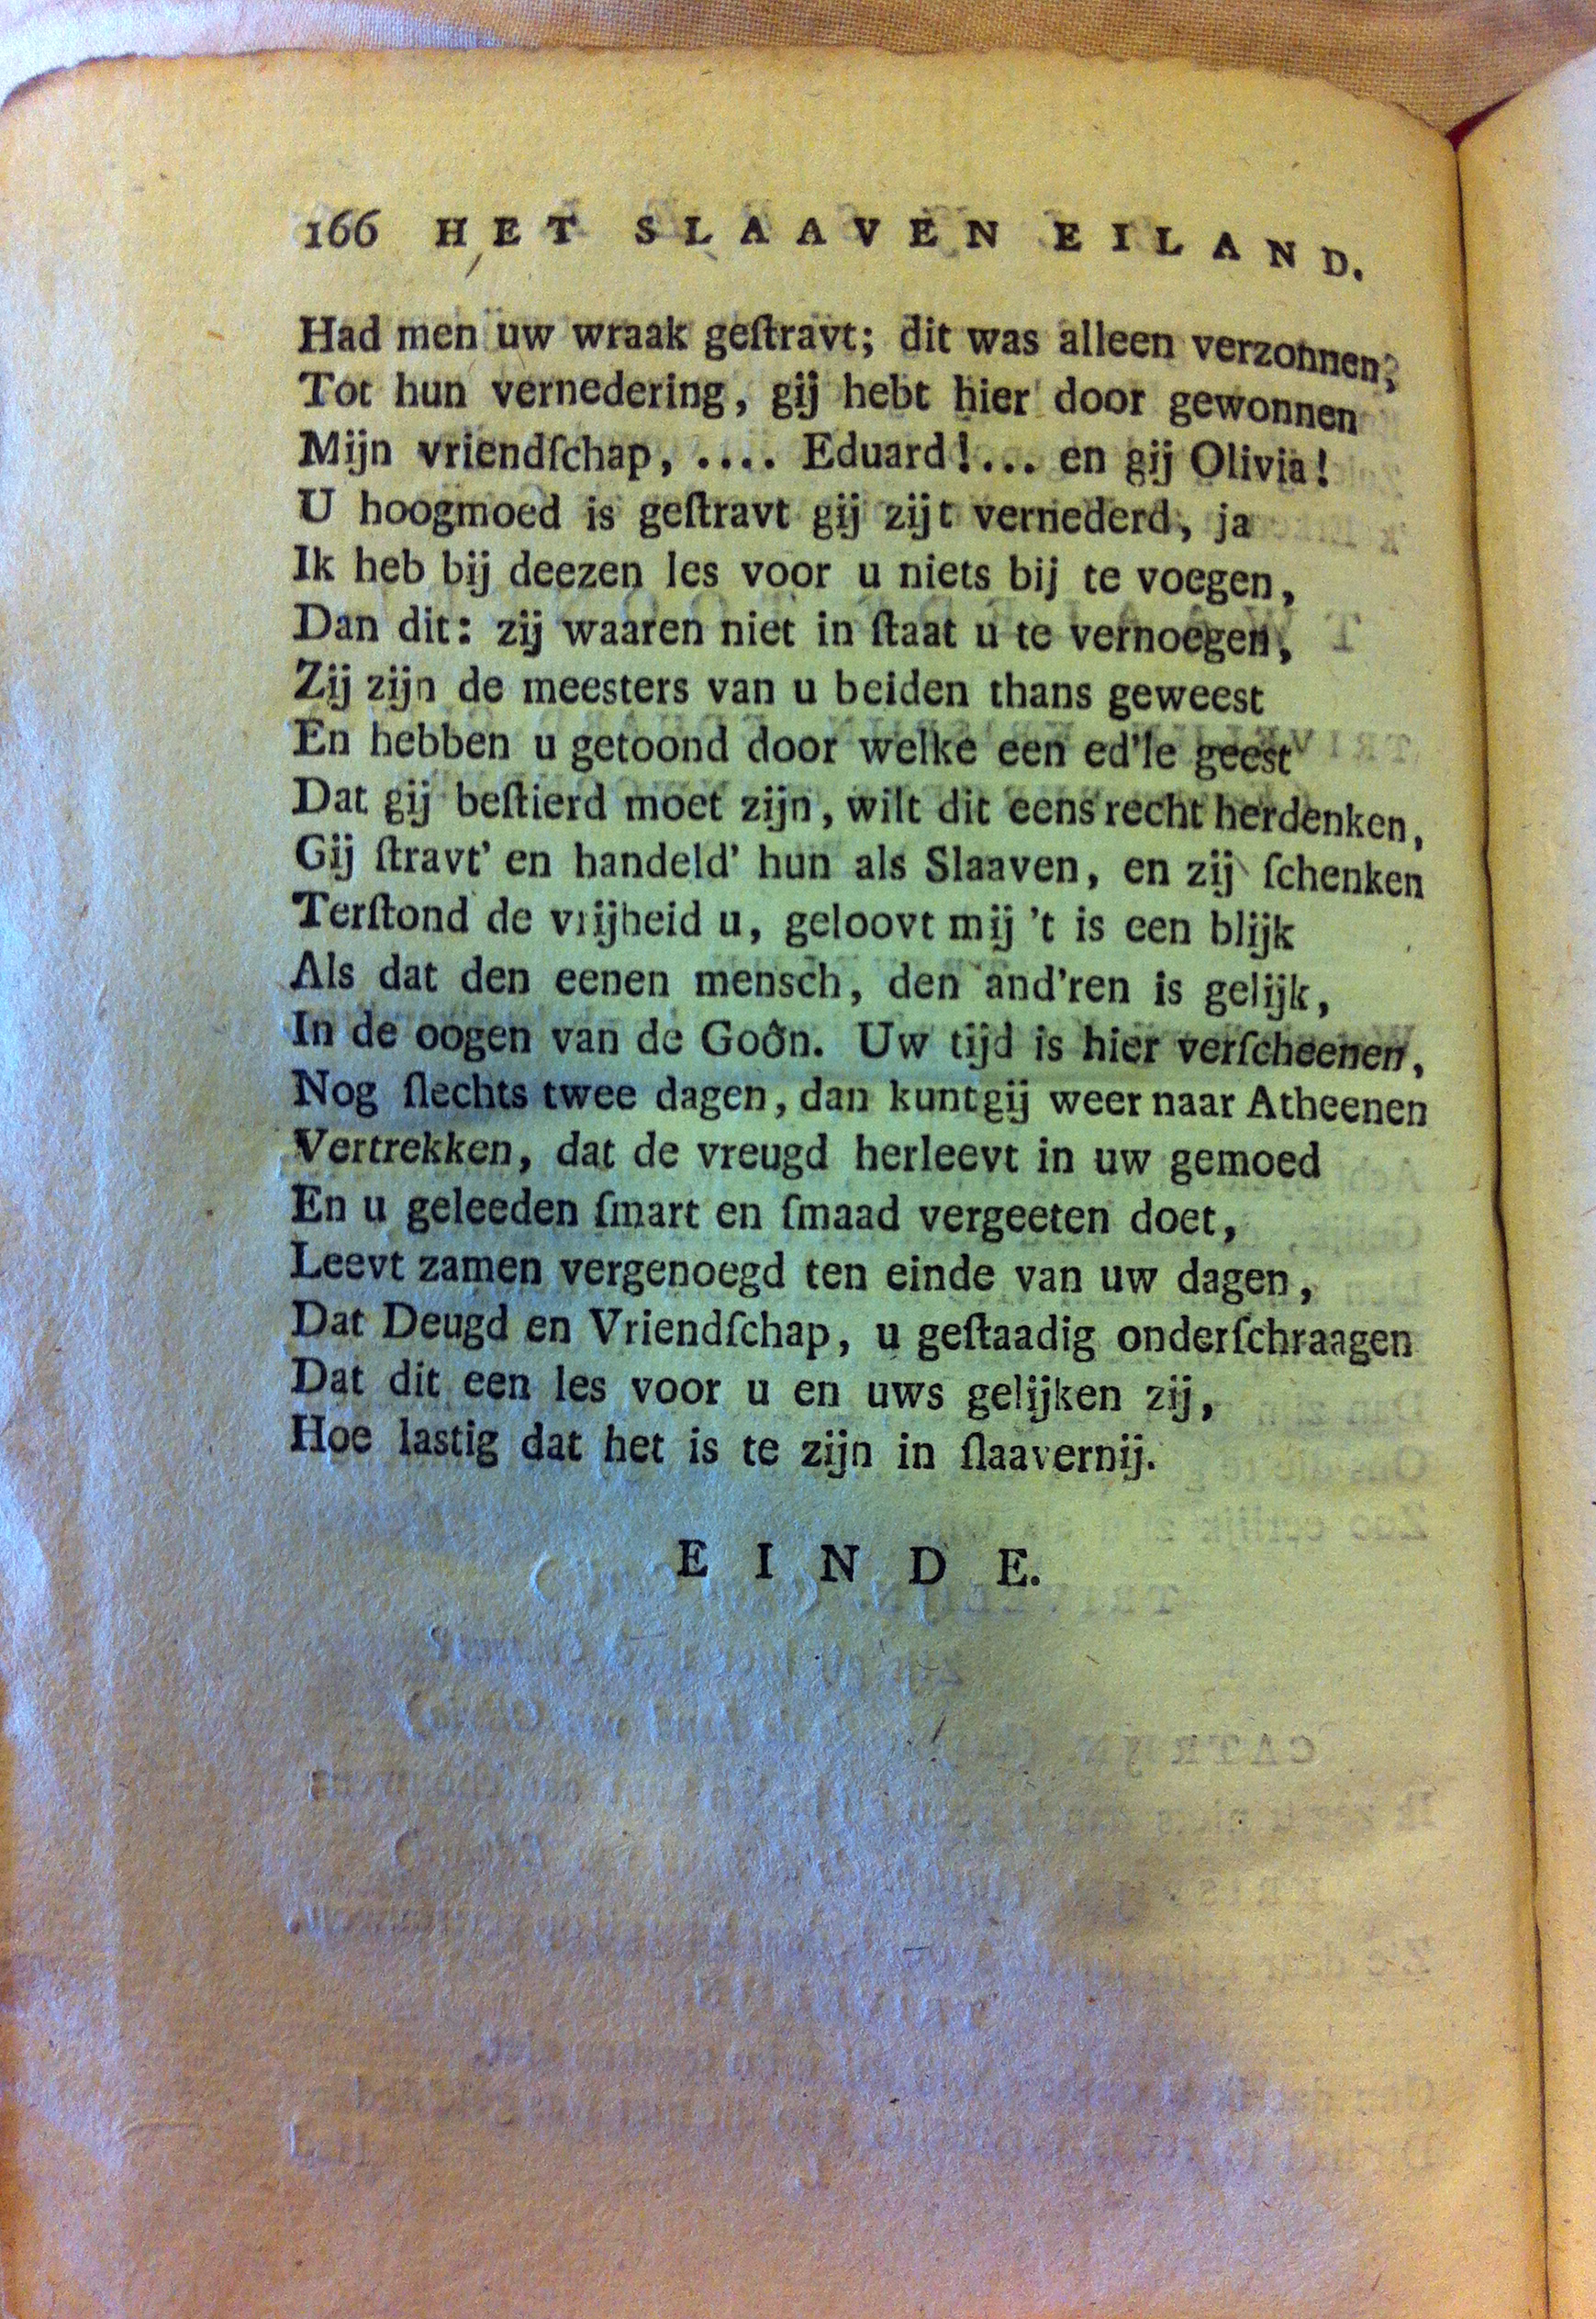 166 HET SLAAVEN EILAND.
Had men uw wraak geſtravt; dit was alleen verzonnen,
Tot hun vernedering, gij hebt hier door gewonnen
Mijn vriendſchap, .... Eduard!... en gij Olivia!
U hoogmoed is geſtravt gij zijt vernederd, ja
Ik heb bij deezen les voor u niets bij te voegen,
Dan dit: zij waaren niet in ſtaat u te vernoegen,
Zij zijn de meesters van u beiden thans geweest
En hebben u getoond door welke een ed'le geest
Dat gij beſtierd moet zijn, wilt dit eens recht herdenken,
Gij ſtravt' en handeld' hun als Slaaven, en zij ſchenken
Terſtond de vrijheid u, geloovt mij 't is een blijk
Als dat den eenen mensch, den and'ren is gelijk,
In de oogen van de Goôn. Uw tijd is hier verſcheenen,
Nog ſlechts twee dagen, dan kunt gij weer naar Atheenen
Vertrekken, dat de vreugd herleevt in uw gemoed
En u geleeden ſmart en ſmaad vergeeten doet,
Leevt zamen vergenoegd ten einde van uw dagen,
Dat Deugd en Vriendſchap, u geſtaadig onderſchraagen
Dat dit een les voor u en uws gelijken zij,
Hoe lastig dat het is te zijn in ſlaavernij.
EINDE.